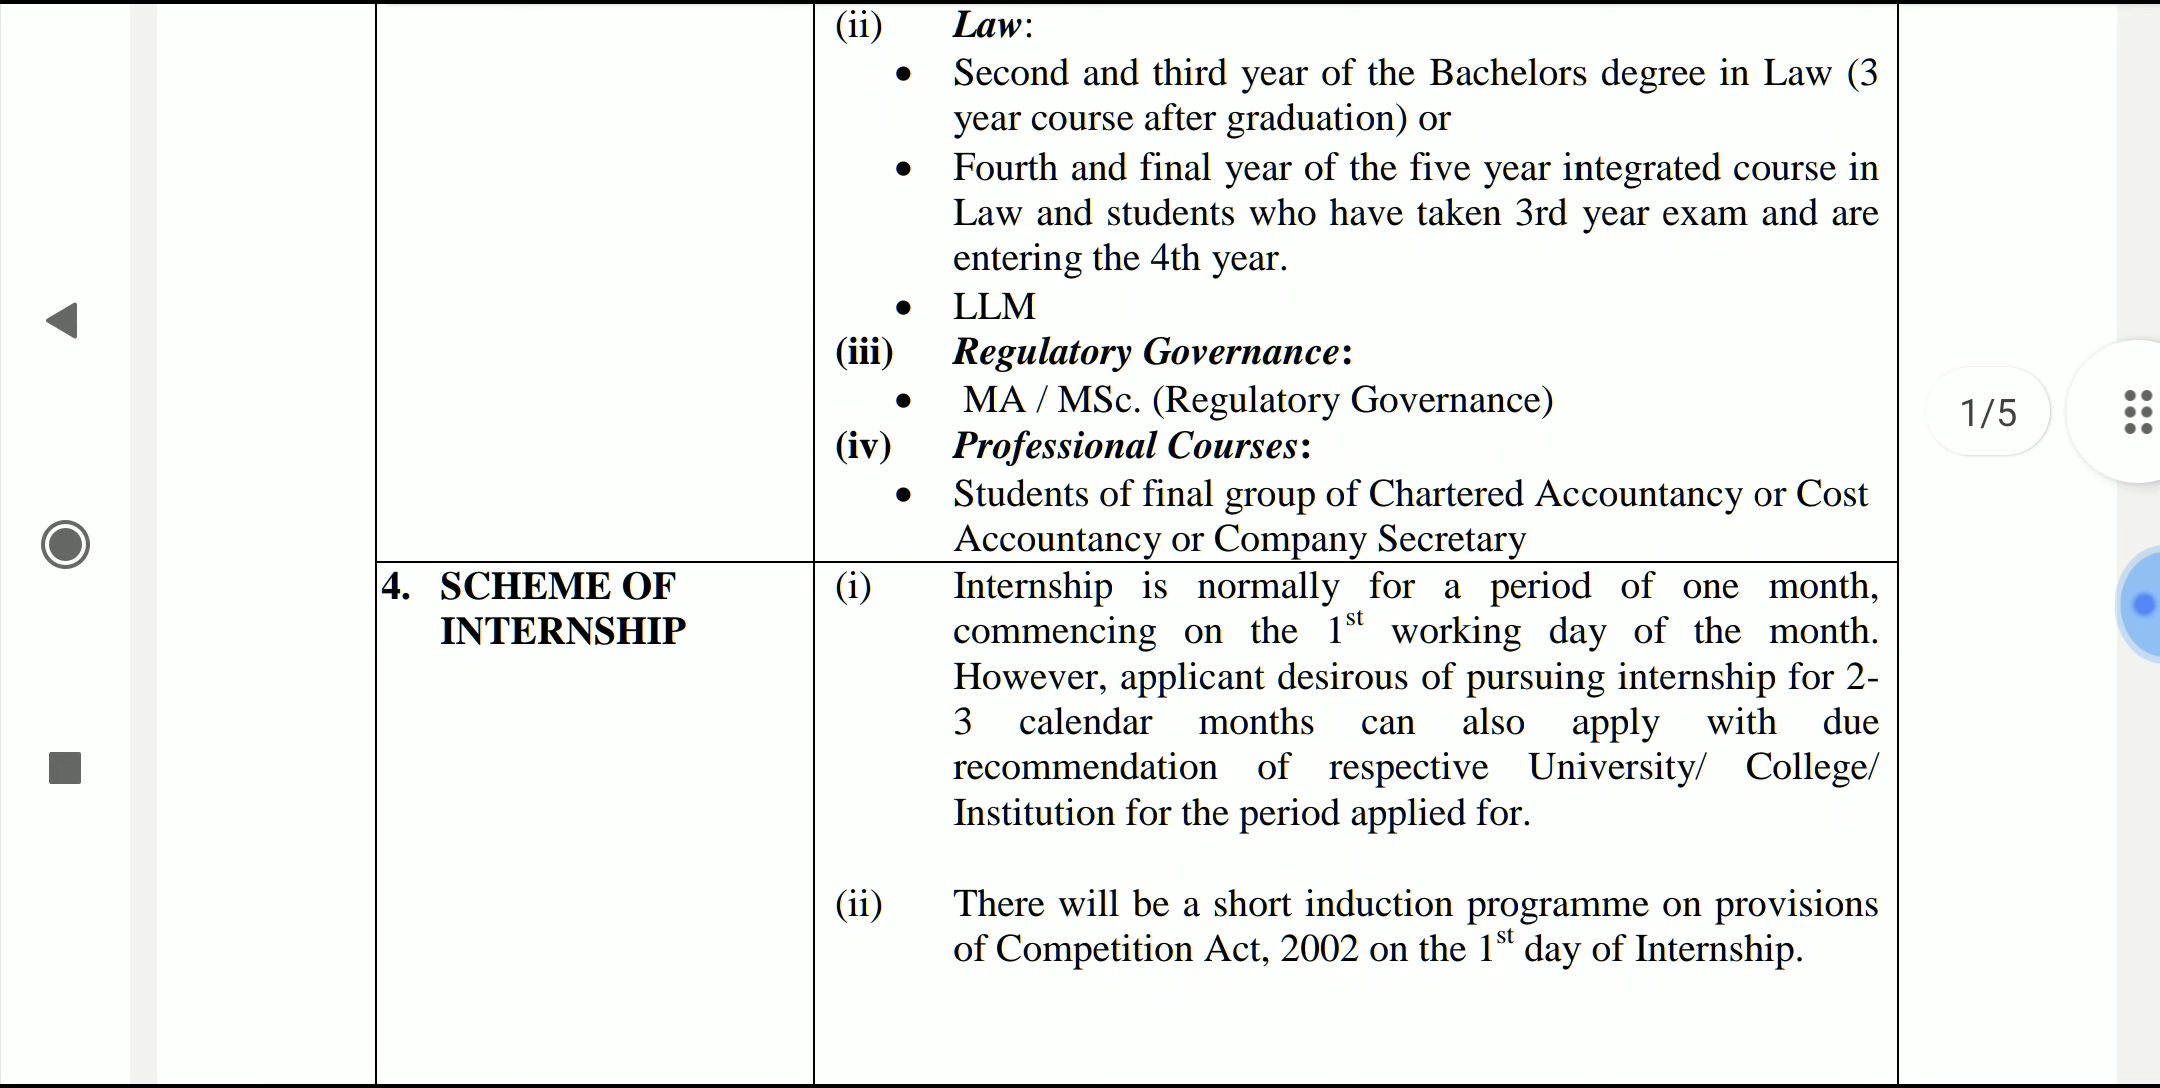 (ii) Law:
• Second and third year of the Bachelors degree in Law (3
year course after graduation) or
• Fourth and final year of the five year integrated course in
Law and students who have taken 3rd year exam and are
entering the 4th year.
• LLM
(iii) Regulatory Governance:
• MA / MSc. (Regulatory Governance)
(iv) Professional Courses:
• Students of final group of Chartered Accountancy or Cost
Accountancy or Company Secretary
4. SCHEME OF
INTERNSHIP
(i) Internship is normally for a period of one month,
commencing on the 1st working day of the month.
However, applicant desirous of pursuing internship for 2-
3 calendar months can also apply with due
recommendation of respective University/ College/
Institution for the period applied for.
(ii) There will be a short induction programme on provisions
of Competition Act, 2002 on the 1st day of Internship.
1/5